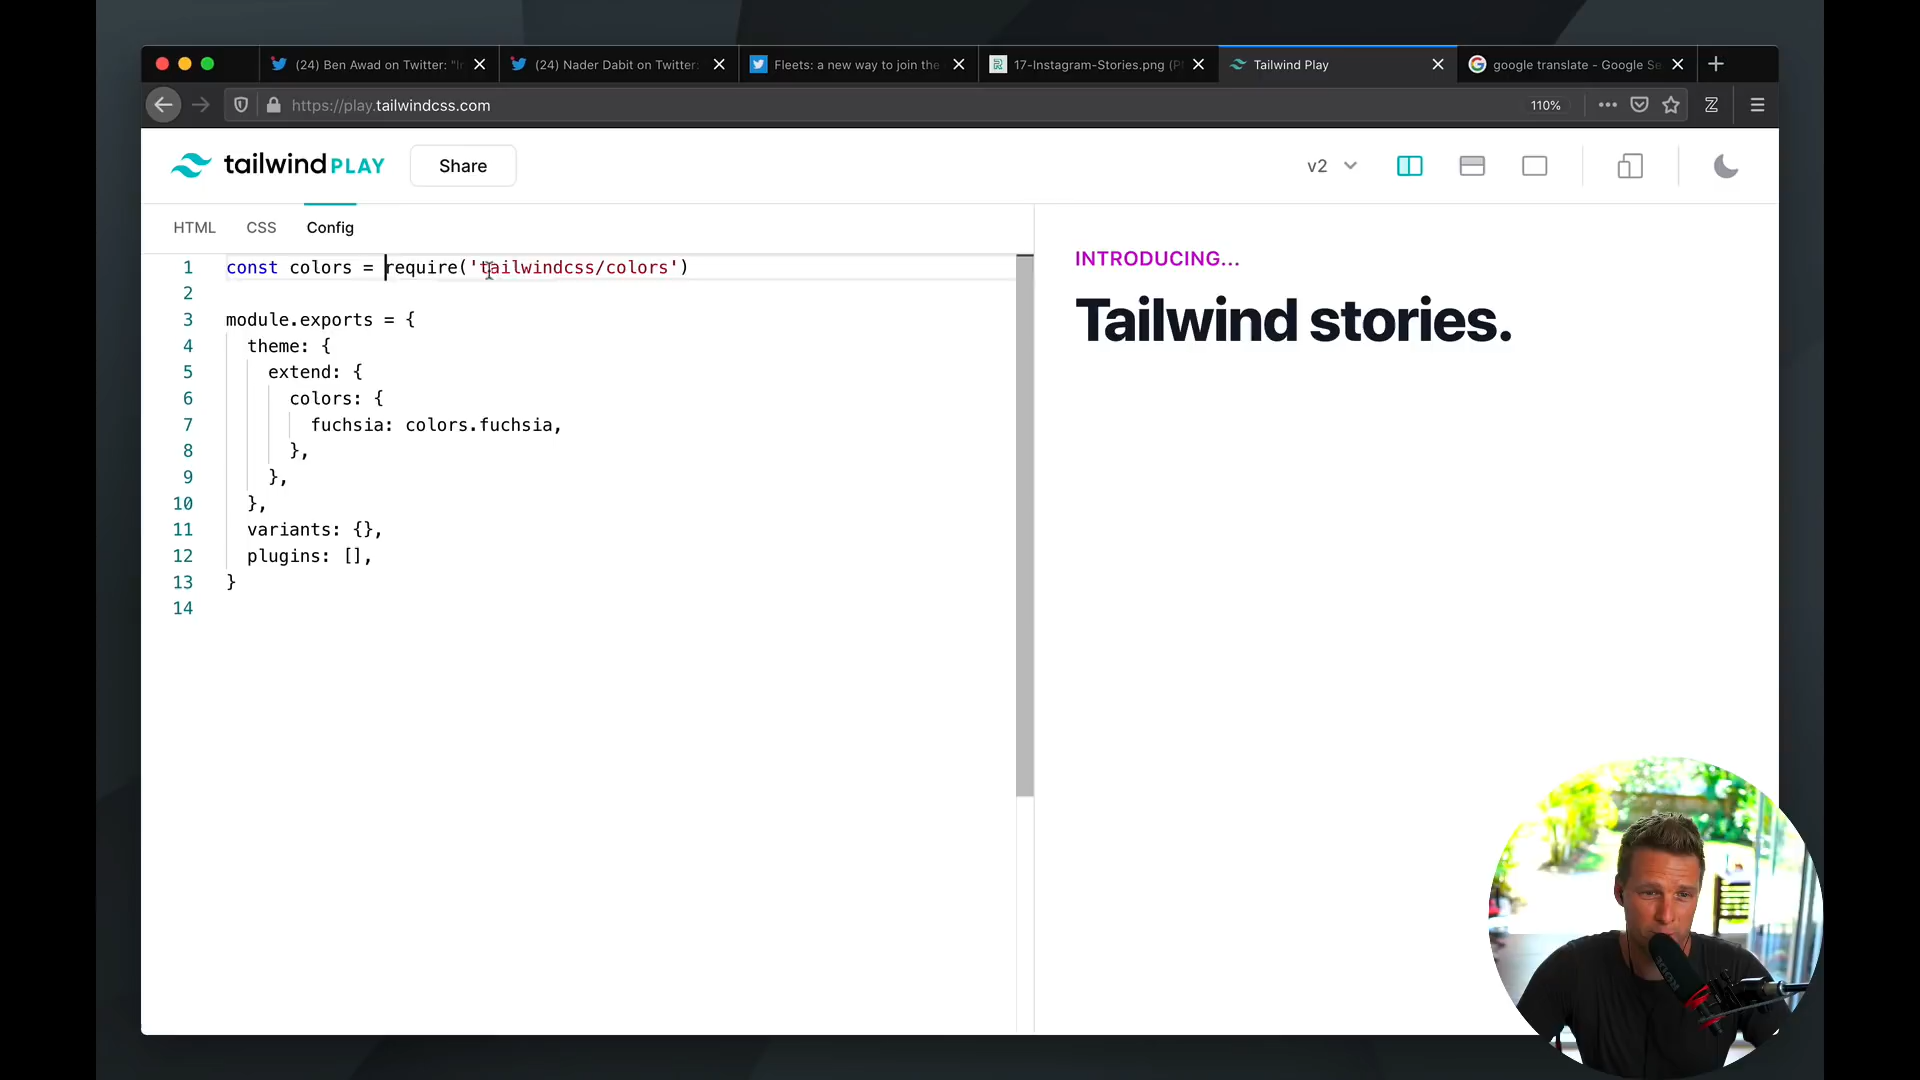 (24) Ben Awad on Twitter: "I
(24) Nader Dabit on Twitter:
Fleets: a new way to join the
17-Instagram-Stories.png (P
Tailwind Play
google translate - Google Se
https://play.tailwindcss.com
110%
Z
tailwind PLAY
Share
v2
HTML
CSS
Config
1 const colors = require('tailwindcss/colors')
2
3 module.exports = {
4 theme: {
5 extend: {
6 colors: {
7 fuchsia: colors.fuchsia,
8 },
9 },
10 },
11 variants: {},
12 plugins: [],
13 }
14
INTRODUCING...
Tailwind stories.
RODE